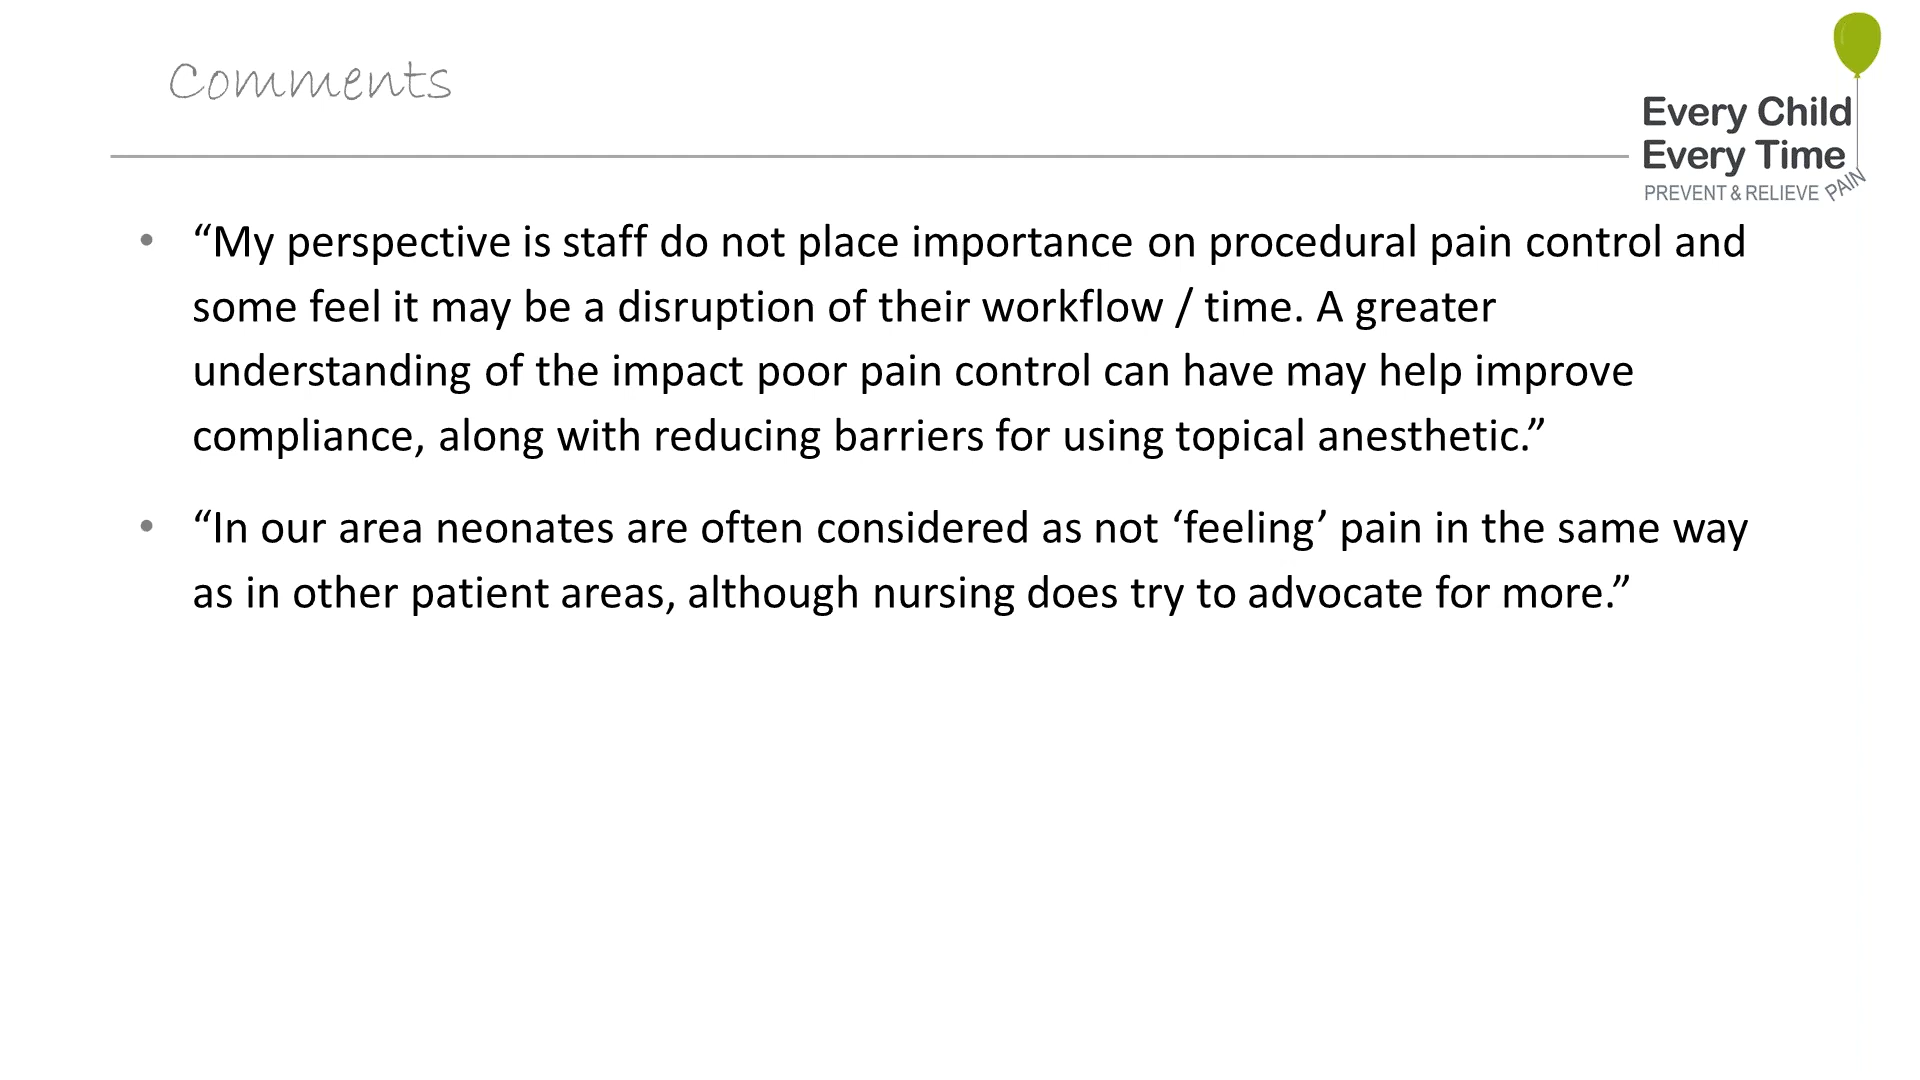 Comments
Every Child
Every Time
PREVENT & RELIEVE PAIN
• “My perspective is staff do not place importance on procedural pain control and
some feel it may be a disruption of their workflow / time. A greater
understanding of the impact poor pain control can have may help improve
compliance, along with reducing barriers for using topical anesthetic.”
• “In our area neonates are often considered as not ‘feeling’ pain in the same way
as in other patient areas, although nursing does try to advocate for more.”